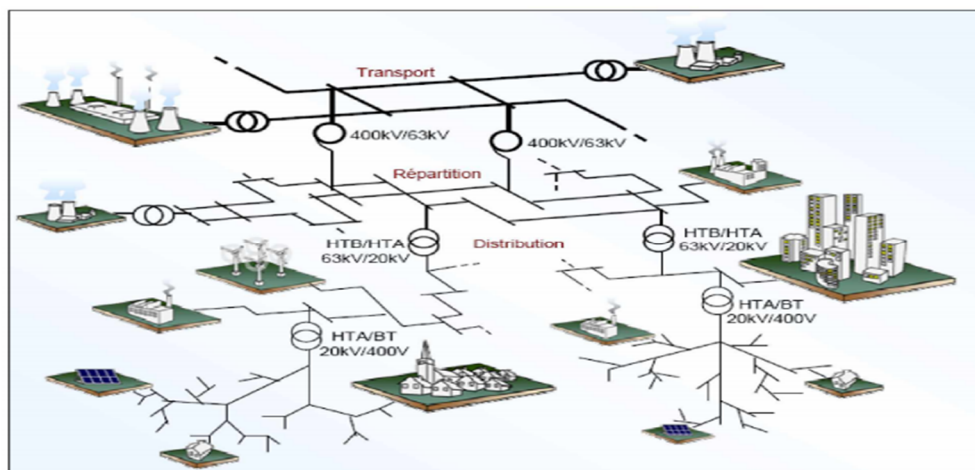 Transport
400kV/63kV
400kV/63kV
Répartition
HTB/HTA
63kV/20kV
Distribution
HTB/HTA
63kV/20kV
HTA/BT
20kV/400V
HTA/BT
20kV/400V